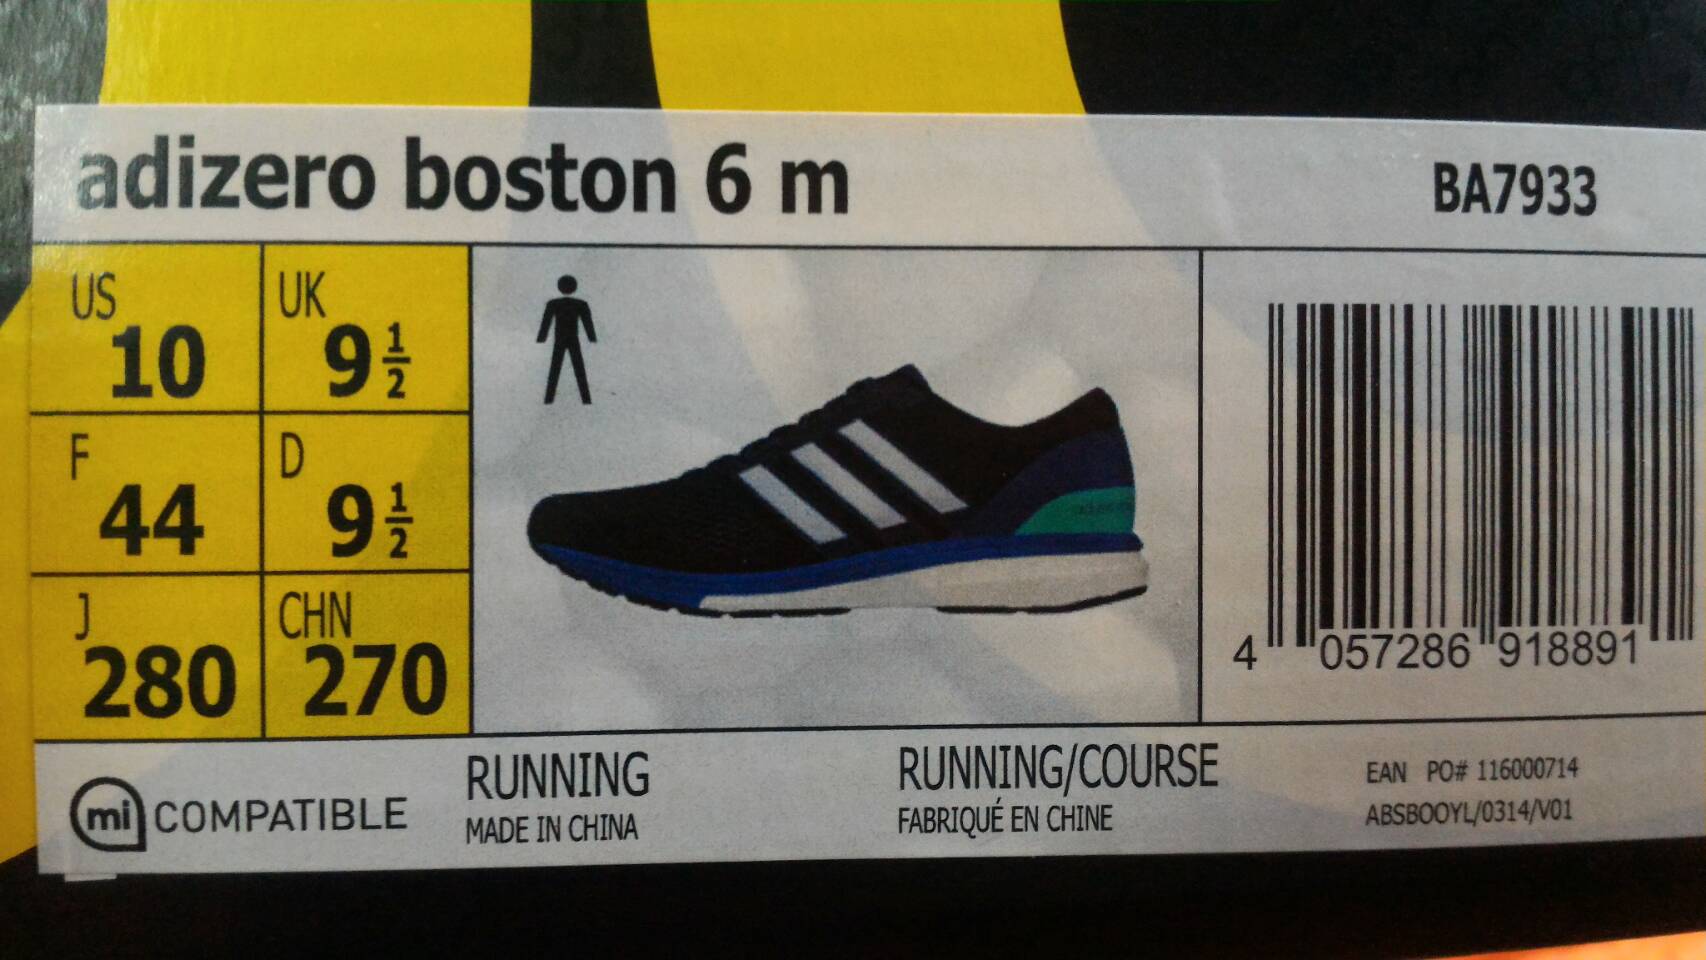 adizero boston 6 m
BA7933
US
10
UK
9 1/2
F
44
D
9 1/2
J
280
CHN
270
4 057286 918891
mi COMPATIBLE
RUNNING
MADE IN CHINA
RUNNING/COURSE
FABRIQUÉ EN CHINE
EAN PO# 116000714
ABSBOOYL/0314/V01